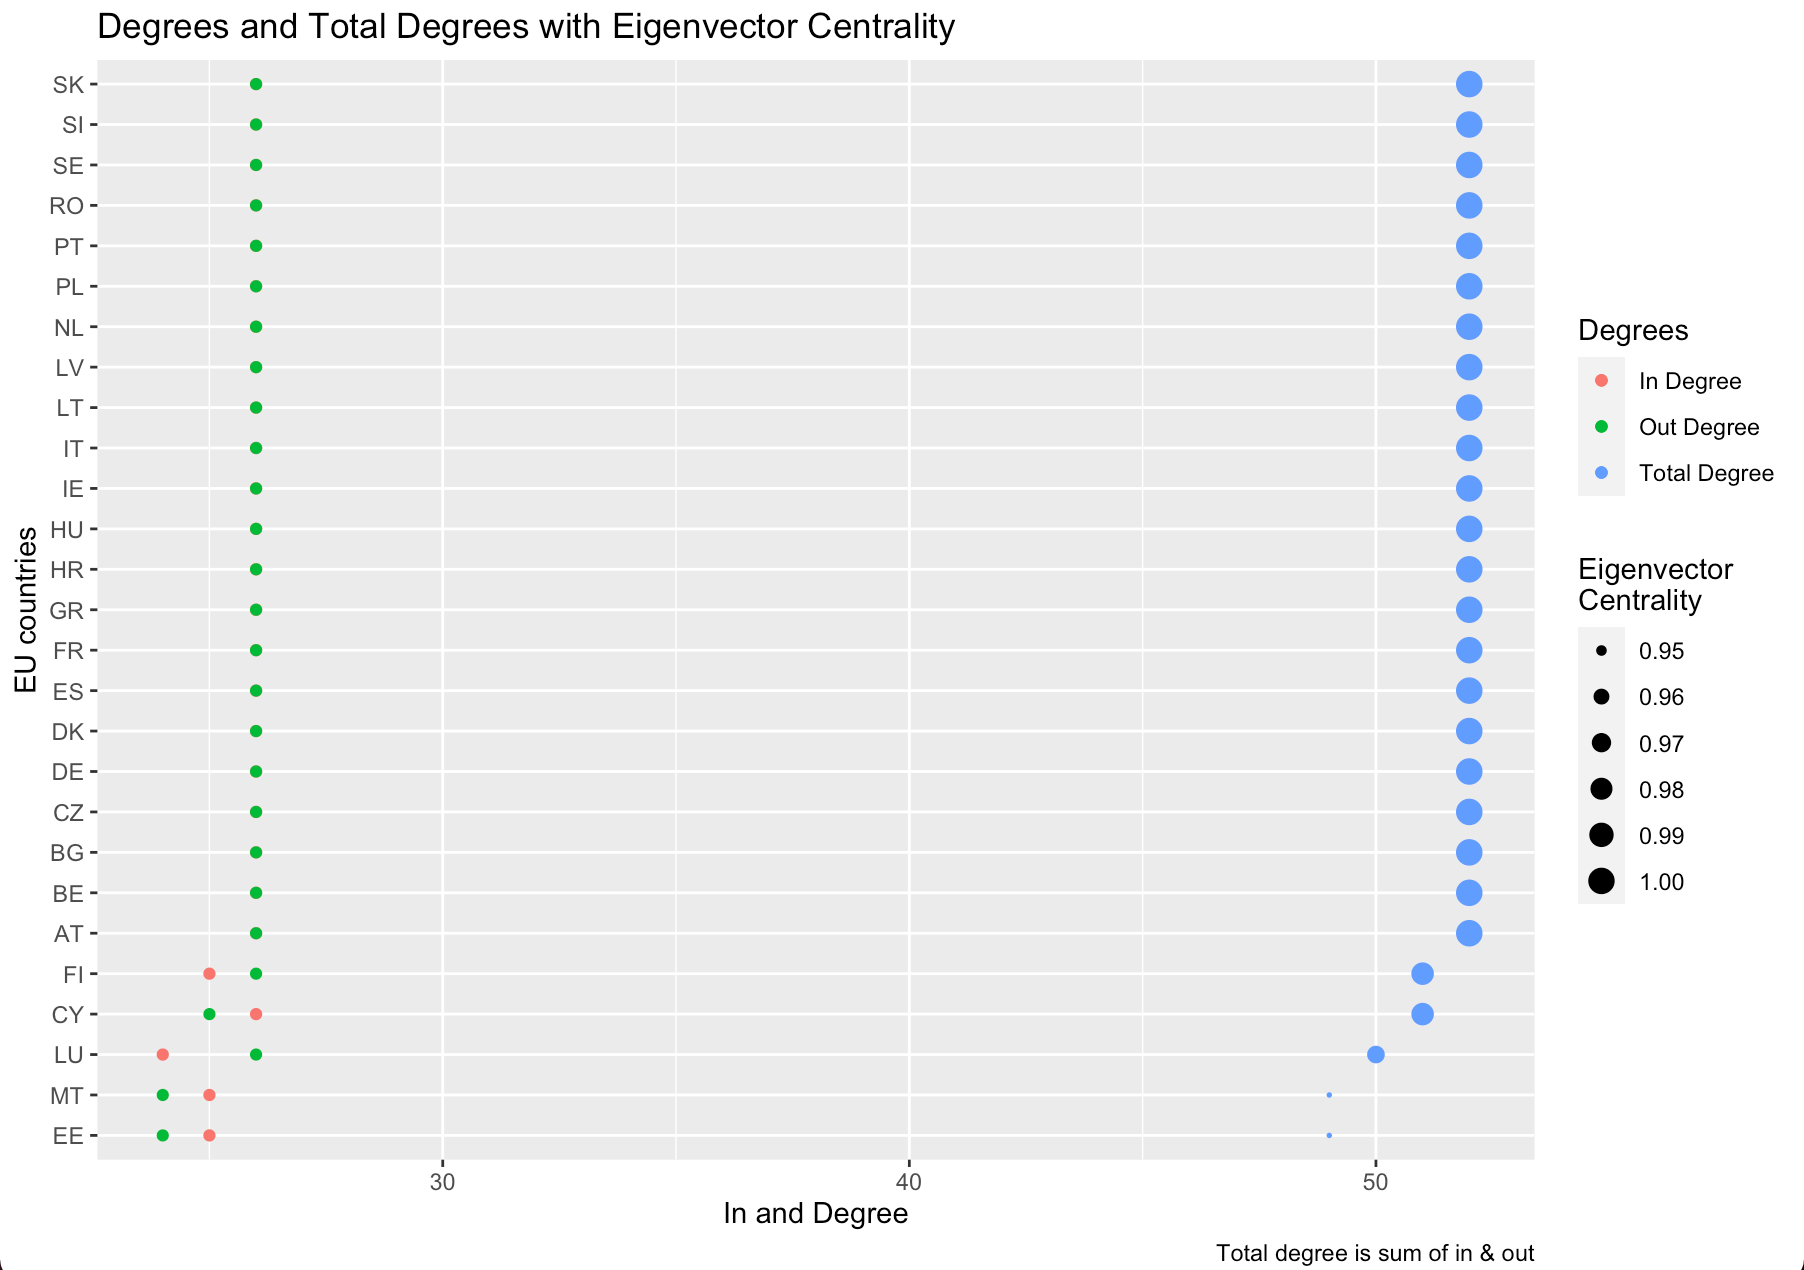 Degrees and Total Degrees with Eigenvector Centrality
SK
SI
SE
RO
PT
PL
NL
LV
LT
IT
IE
HU
HR
GR
FR
ES
DK
DE
CZ
BG
BE
AT
FI
CY
LU
MT
EE
EU countries
30 40 50
In and Degree
Total degree is sum of in & out
Degrees
In Degree
Out Degree
Total Degree
Eigenvector
Centrality
0.95
0.96
0.97
0.98
0.99
1.00